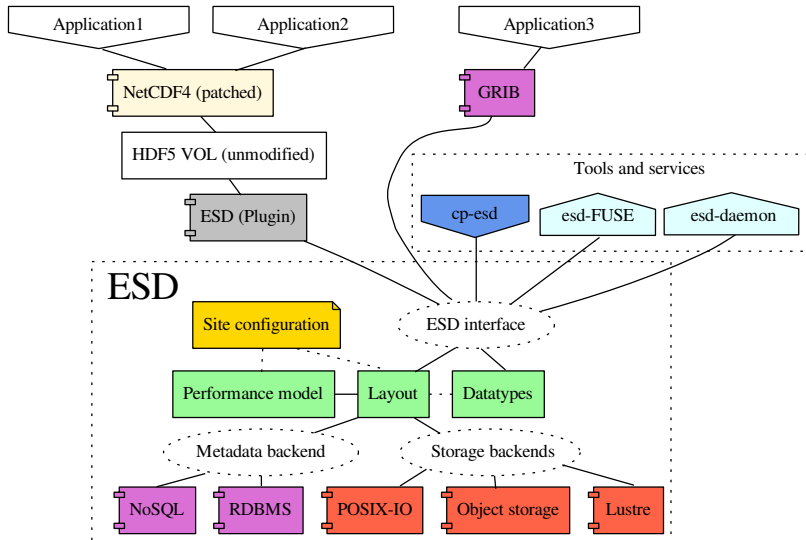 Application1
Application2
Application3
NetCDF4 (patched)
GRIB
HDF5 VOL (unmodified)
Tools and services
ESD (Plugin)
cp-esd
esd-FUSE
esd-daemon
ESD
Site configuration
ESD interface
Performance model
Layout
Datatypes
Metadata backend
Storage backends
NoSQL
RDBMS
POSIX-IO
Object storage
Lustre